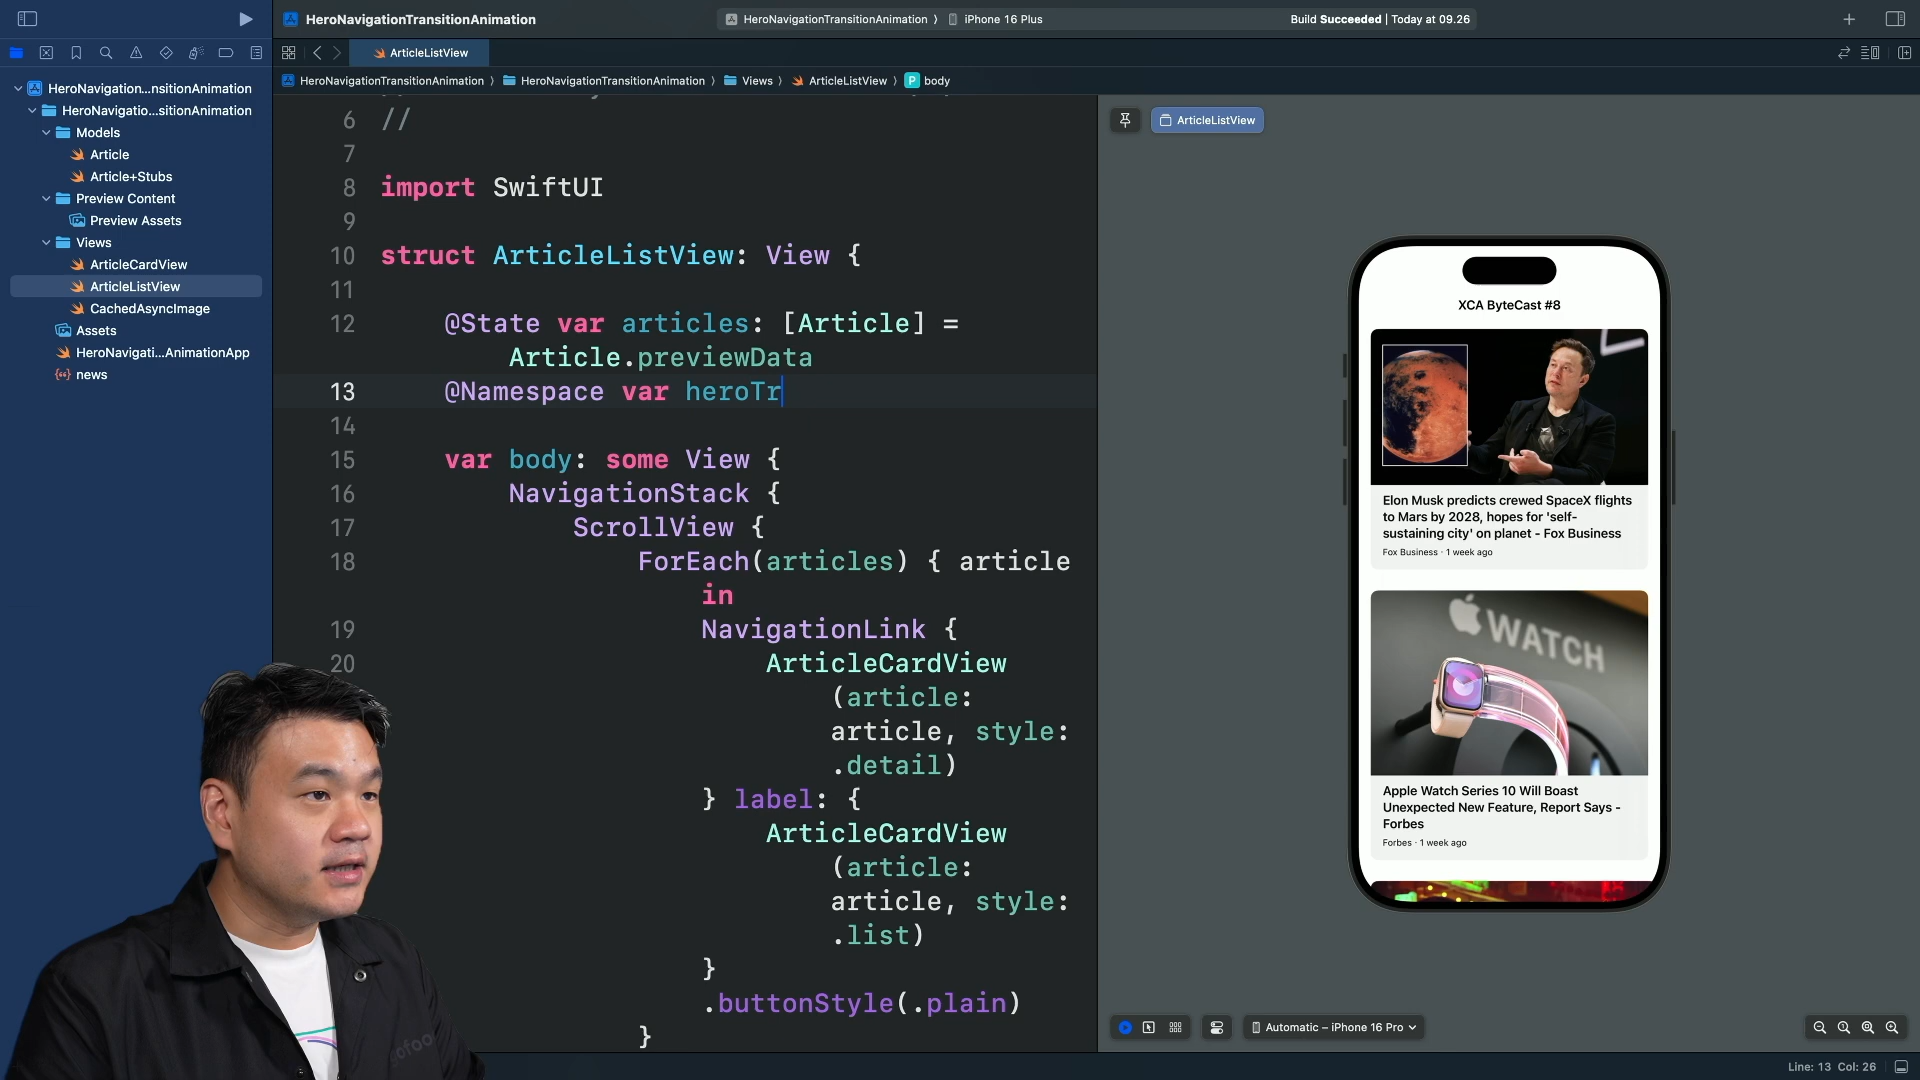 HeroNavigationTransitionAnimation
HeroNavigationTransitionAnimation 〉 iPhone 16 Plus
Build Succeeded | Today at 09.26
ArticleListView
HeroNavigationTransitionAnimation 〉 HeroNavigationTransitionAnimation 〉 Views 〉 ArticleListView 〉 P body
HeroNavigation...nsitionAnimation
HeroNavigatio...sitionAnimation
Models
Article
Article+Stubs
Preview Content
Preview Assets
Views
ArticleCardView
ArticleListView
CachedAsyncImage
Assets
HeroNavigati...AnimationApp
news
6 //
7
8 import SwiftUI
9
10 struct ArticleListView: View {
11
12 @State var articles: [Article] =
Article.previewData
13 @Namespace var heroTr
14
15 var body: some View {
16 NavigationStack {
17 ScrollView {
18 ForEach(articles) { article
in
19 NavigationLink {
20 ArticleCardView
(article:
article, style:
.detail)
} label: {
ArticleCardView
(article:
article, style:
.list)
}
.buttonStyle(.plain)
}
ArticleListView
XCA ByteCast #8
Elon Musk predicts crewed SpaceX flights
to Mars by 2028, hopes for 'self-
sustaining city' on planet - Fox Business
Fox Business · 1 week ago
WATCH
Apple Watch Series 10 Will Boast
Unexpected New Feature, Report Says -
Forbes
Forbes · 1 week ago
Automatic – iPhone 16 Pro
Line: 13 Col: 26